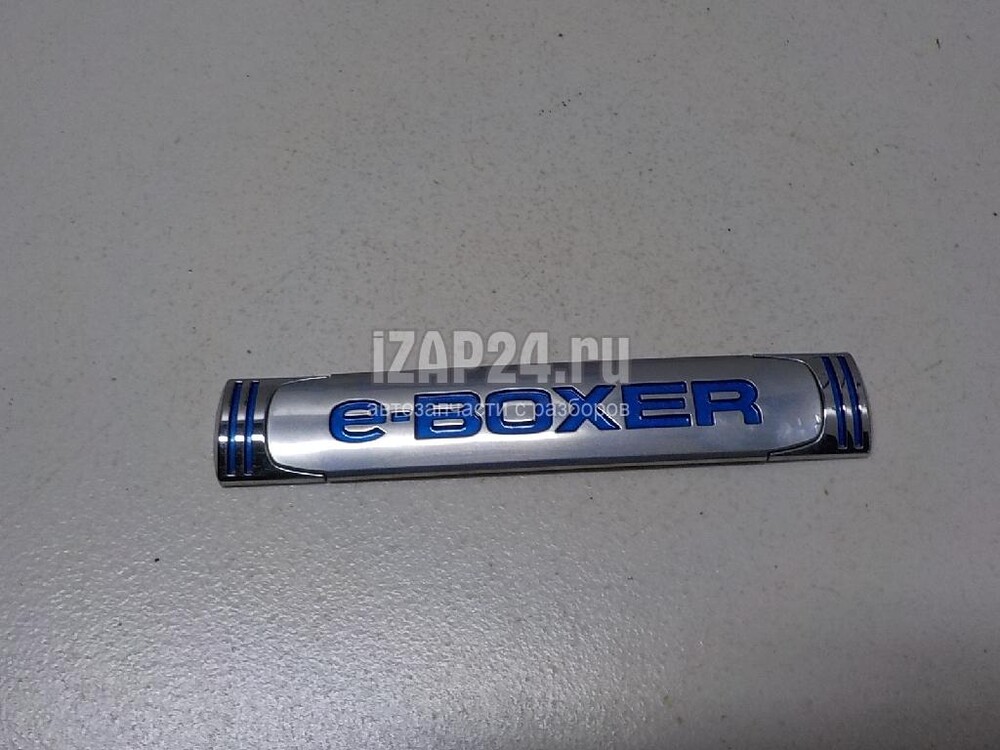 iZAP24.ru
e-BOXER
автозапчасти с разборов